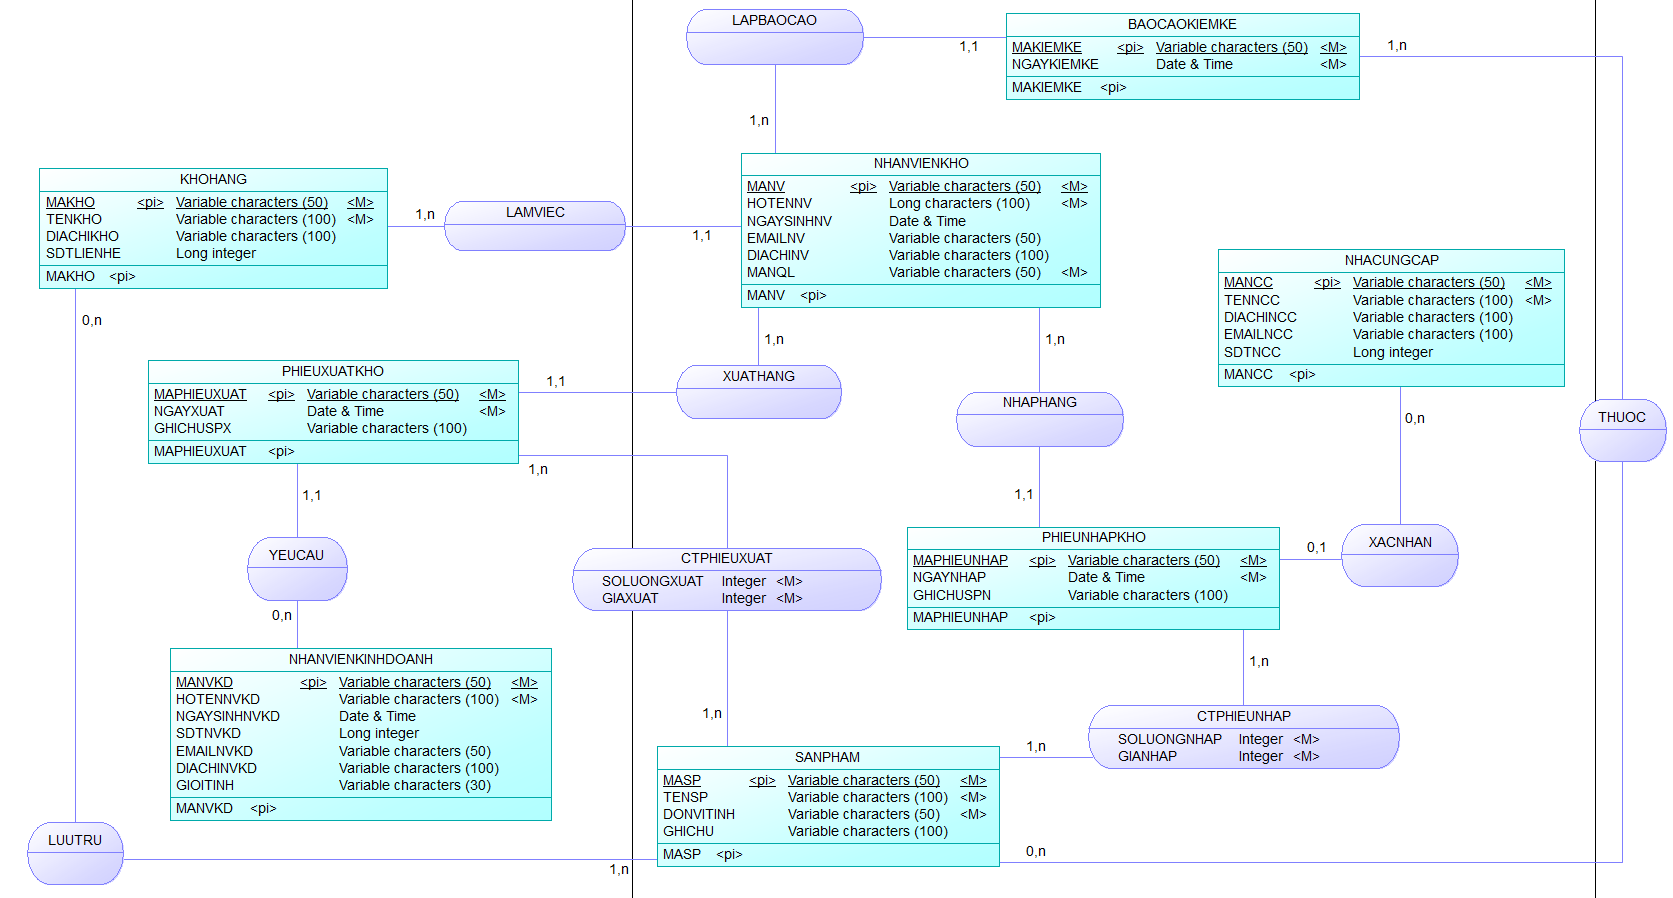 LAPBAOCAO
1,1
1,n
BAOCAOKIEMKE
MAKIEMKE <pi> Variable characters (50) <M>
NGAYKIEMKE Date & Time <M>
MAKIEMKE <pi>
1,n
KHOHANG
MAKHO <pi> Variable characters (50) <M>
TENKHO Variable characters (100) <M>
DIACHIKHO Variable characters (100)
SDTLIENHE Long integer
MAKHO <pi>
1,n
LAMVIEC
1,1
0,n
NHANVIENKHO
MANV <pi> Variable characters (50) <M>
HOTENNV Long characters (100) <M>
NGAYSINHNV Date & Time
EMAILNV Variable characters (50)
DIACHINV Variable characters (100)
MANQL Variable characters (50) <M>
MANV <pi>
1,n
1,n
NHACUNGCAP
MANCC <pi> Variable characters (50) <M>
TENNCC Variable characters (100) <M>
DIACHINCC Variable characters (100)
EMAILNCC Variable characters (100)
SDTNCC Long integer
MANCC <pi>
0,n
PHIEUXUATKHO
MAPHIEUXUAT <pi> Variable characters (50) <M>
NGAYXUAT Date & Time <M>
GHICHUSPX Variable characters (100)
MAPHIEUXUAT <pi>
1,1
XUATHANG
NHAPHANG
THUOC
1,n
1,1
1,1
YEUCAU
0,n
CTPHIEUXUAT
SOLUONGXUAT Integer <M>
GIAXUAT Integer <M>
1,n
PHIEUNHAPKHO
MAPHIEUNHAP <pi> Variable characters (50) <M>
NGAYNHAP Date & Time <M>
GHICHUSPN Variable characters (100)
MAPHIEUNHAP <pi>
0,1
XACNHAN
1,n
NHANVIENKINHDOANH
MANVKD <pi> Variable characters (50) <M>
HOTENNVKD Variable characters (100) <M>
NGAYSINHNVKD Date & Time
SDTNVKD Long integer
EMAILNVKD Variable characters (50)
DIACHINVKD Variable characters (100)
GIOITINH Variable characters (30)
MANVKD <pi>
CTPHIEUNHAP
SOLUONGNHAP Integer <M>
GIANHAP Integer <M>
1,n
SANPHAM
MASP <pi> Variable characters (50) <M>
TENSP Variable characters (100) <M>
DONVITINH Variable characters (50) <M>
GHICHU Variable characters (100)
MASP <pi>
0,n
LUUTRU
1,n